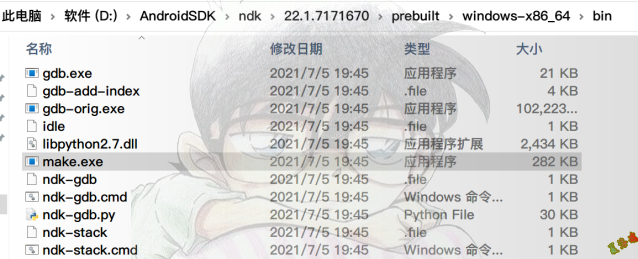 此电脑 › 软件 (D:) › AndroidSDK › ndk › 22.1.7171670 › prebuilt › windows-x86_64 › bin
名称 修改日期 类型 大小
gdb.exe 2021/7/5 19:45 应用程序 21 KB
gdb-add-index 2021/7/5 19:45 .file 4 KB
gdb-orig.exe 2021/7/5 19:45 应用程序 102,223...
idle 2021/7/5 19:45 .file 1 KB
libpython2.7.dll 2021/7/5 19:45 应用程序扩展 2,434 KB
make.exe 2021/7/5 19:45 应用程序 282 KB
ndk-gdb 2021/7/5 19:45 .file 1 KB
ndk-gdb.cmd 2021/7/5 19:45 Windows 命令... 1 KB
ndk-gdb.py 2021/7/5 19:45 Python File 30 KB
ndk-stack 2021/7/5 19:45 .file 1 KB
ndk-stack.cmd 2021/7/5 19:45 Windows 命令... 1 KB